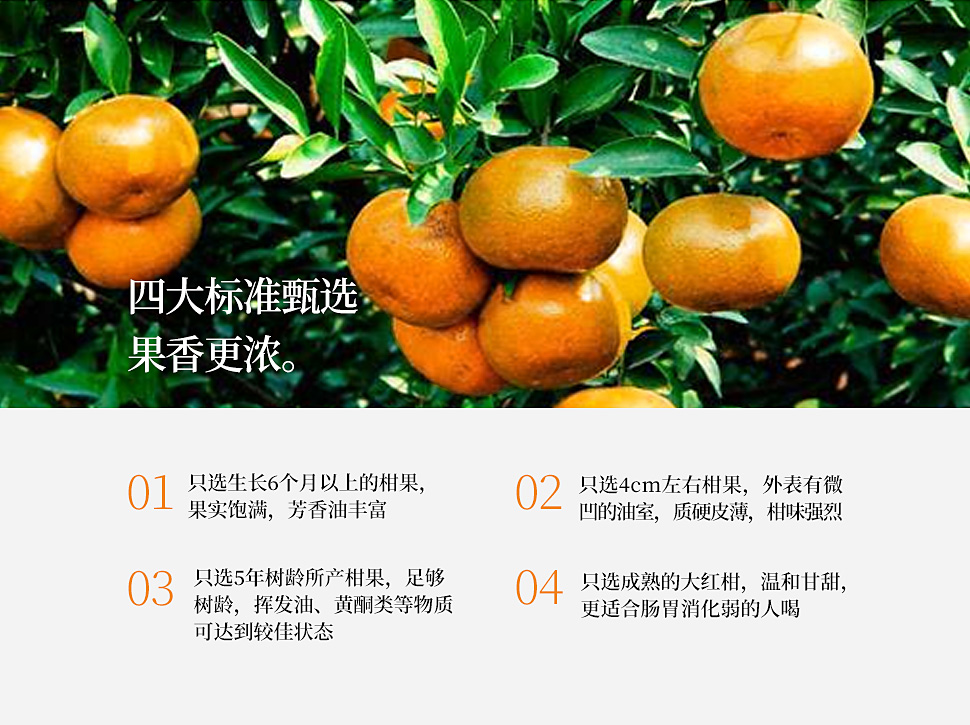 四大标准甄选
果香更浓。
01
只选生长6个月以上的柑果，
果实饱满，芳香油丰富
02
只选4cm左右柑果，外表有微
凹的油室，质硬皮薄，柑味强烈
03
只选5年树龄所产柑果，足够
树龄，挥发油、黄酮类等物质
可达到较佳状态
04
只选成熟的大红柑，温和甘甜，
更适合肠胃消化弱的人喝